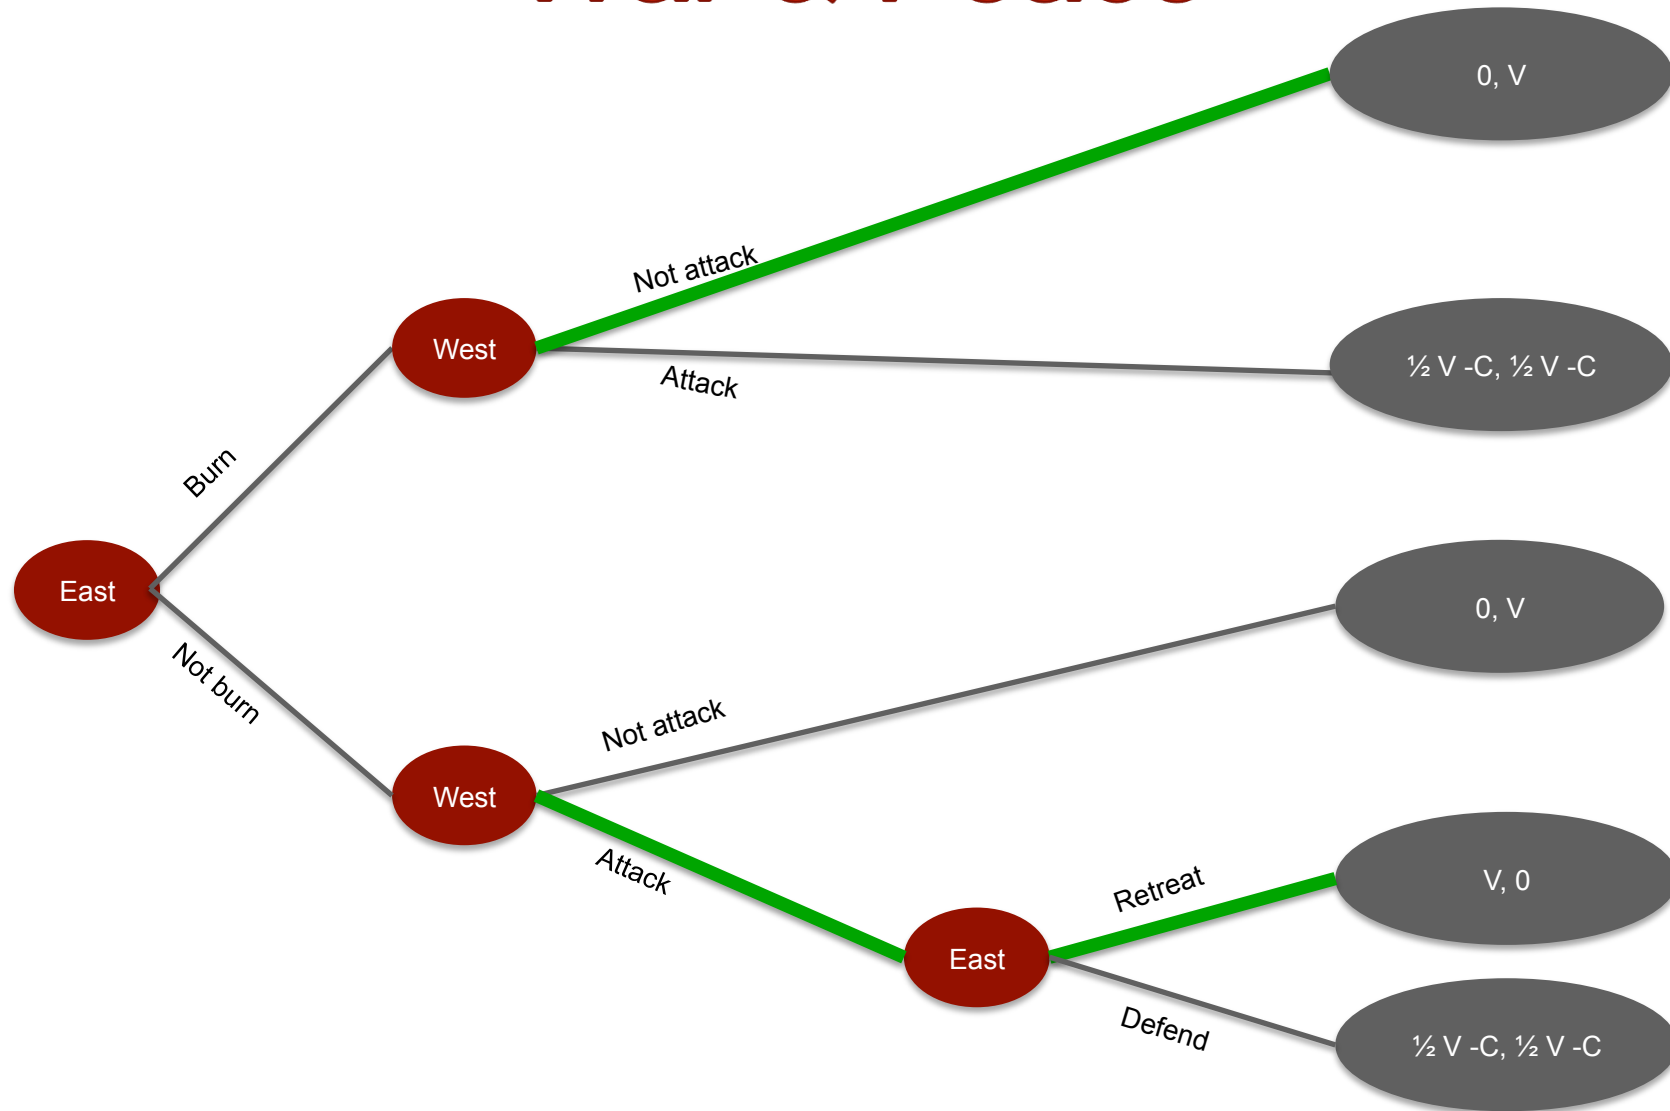 0, V
Not attack
West
Attack
½ V -C, ½ V -C
Burn
East
Not burn
0, V
Not attack
West
Attack
Retreat
V, 0
East
Defend
½ V -C, ½ V -C